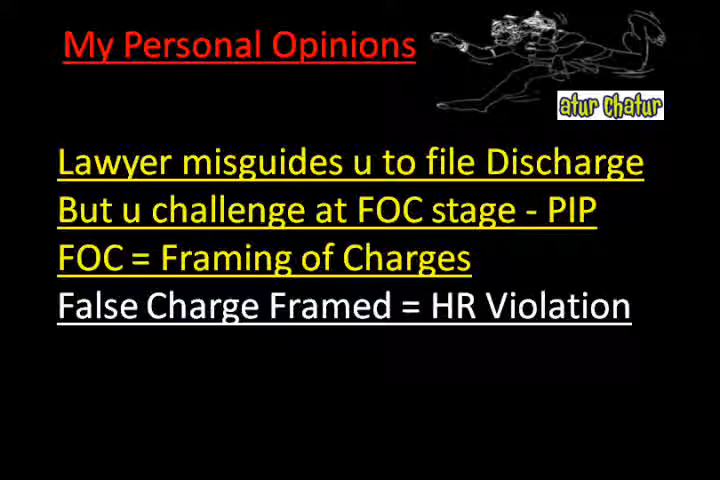 My Personal Opinions
atur chatur
Lawyer misguides u to file Discharge
But u challenge at FOC stage - PIP
FOC = Framing of Charges
False Charge Framed = HR Violation